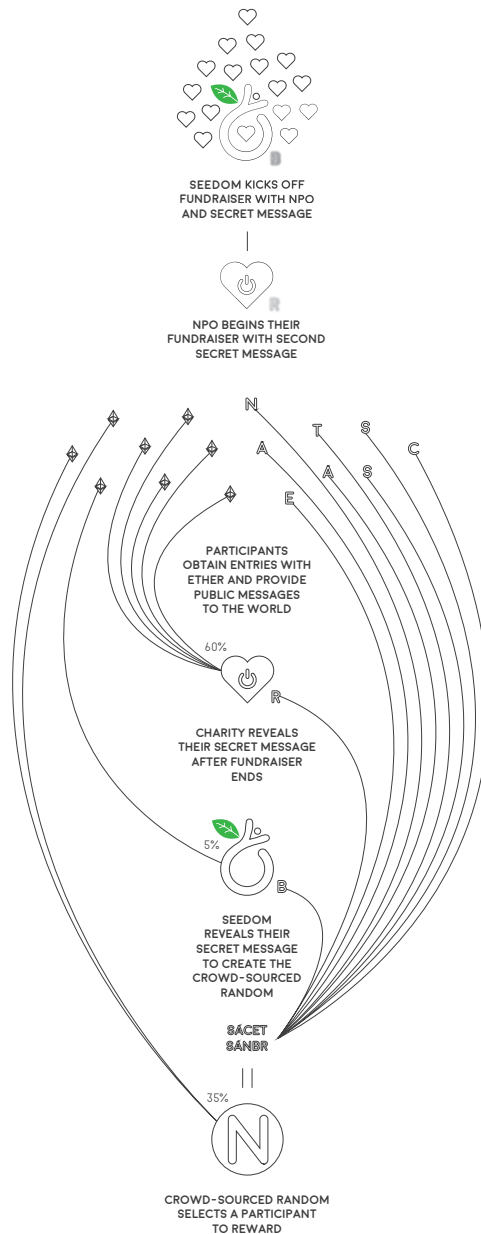 B
SEEDOM KICKS OFF
FUNDRAISER WITH NPO
AND SECRET MESSAGE
R
NPO BEGINS THEIR
FUNDRAISER WITH SECOND
SECRET MESSAGE
N
T
S
A
C
A
S
E
PARTICIPANTS
OBTAIN ENTRIES WITH
ETHER AND PROVIDE
PUBLIC MESSAGES
TO THE WORLD
60%
R
CHARITY REVEALS
THEIR SECRET MESSAGE
AFTER FUNDRAISER
ENDS
5%
B
SEEDOM
REVEALS THEIR
SECRET MESSAGE
TO CREATE THE
CROWD-SOURCED
RANDOM
SÁCET
SÁNBR
35%
N
CROWD-SOURCED RANDOM
SELECTS A PARTICIPANT
TO REWARD